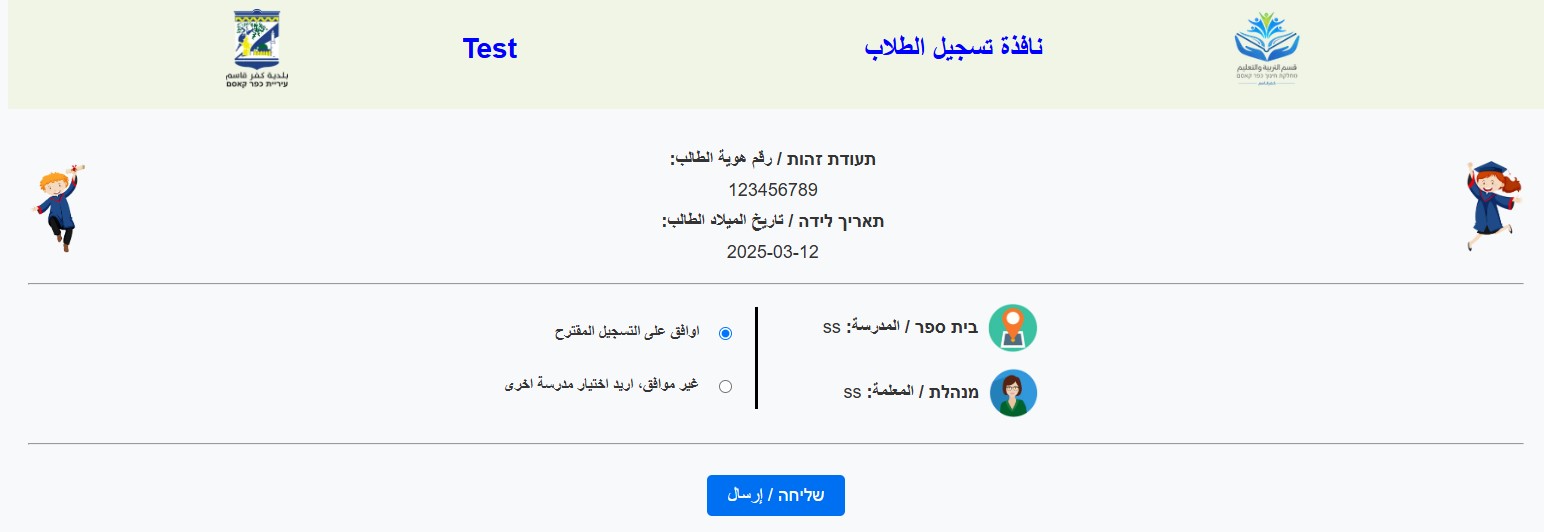 نافذة تسجيل الطلاب
Test
قسم التربية والتعليم
מחלקת חינוך כפר קאסם
بلدية كفر قاسم
עיריית כפר קאסם
תעודת זהות / رقم هوية الطالب:
123456789
תאריך לידה / تاريخ الميلاد الطالب:
2025-03-12
בית ספר / المدرسة: ss
מנהלת / المعلمة: ss
اوافق على التسجيل المقترح
غير موافق، اريد اختيار مدرسة اخرى
שליחה / إرسال